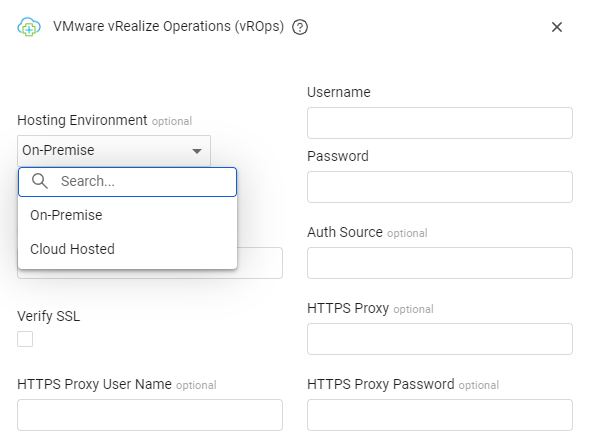 VMware vRealize Operations (vROps) ?
Username
Hosting Environment optional
On-Premise
Password
Search...
On-Premise
Auth Source optional
Cloud Hosted
HTTPS Proxy optional
Verify SSL
HTTPS Proxy User Name optional
HTTPS Proxy Password optional